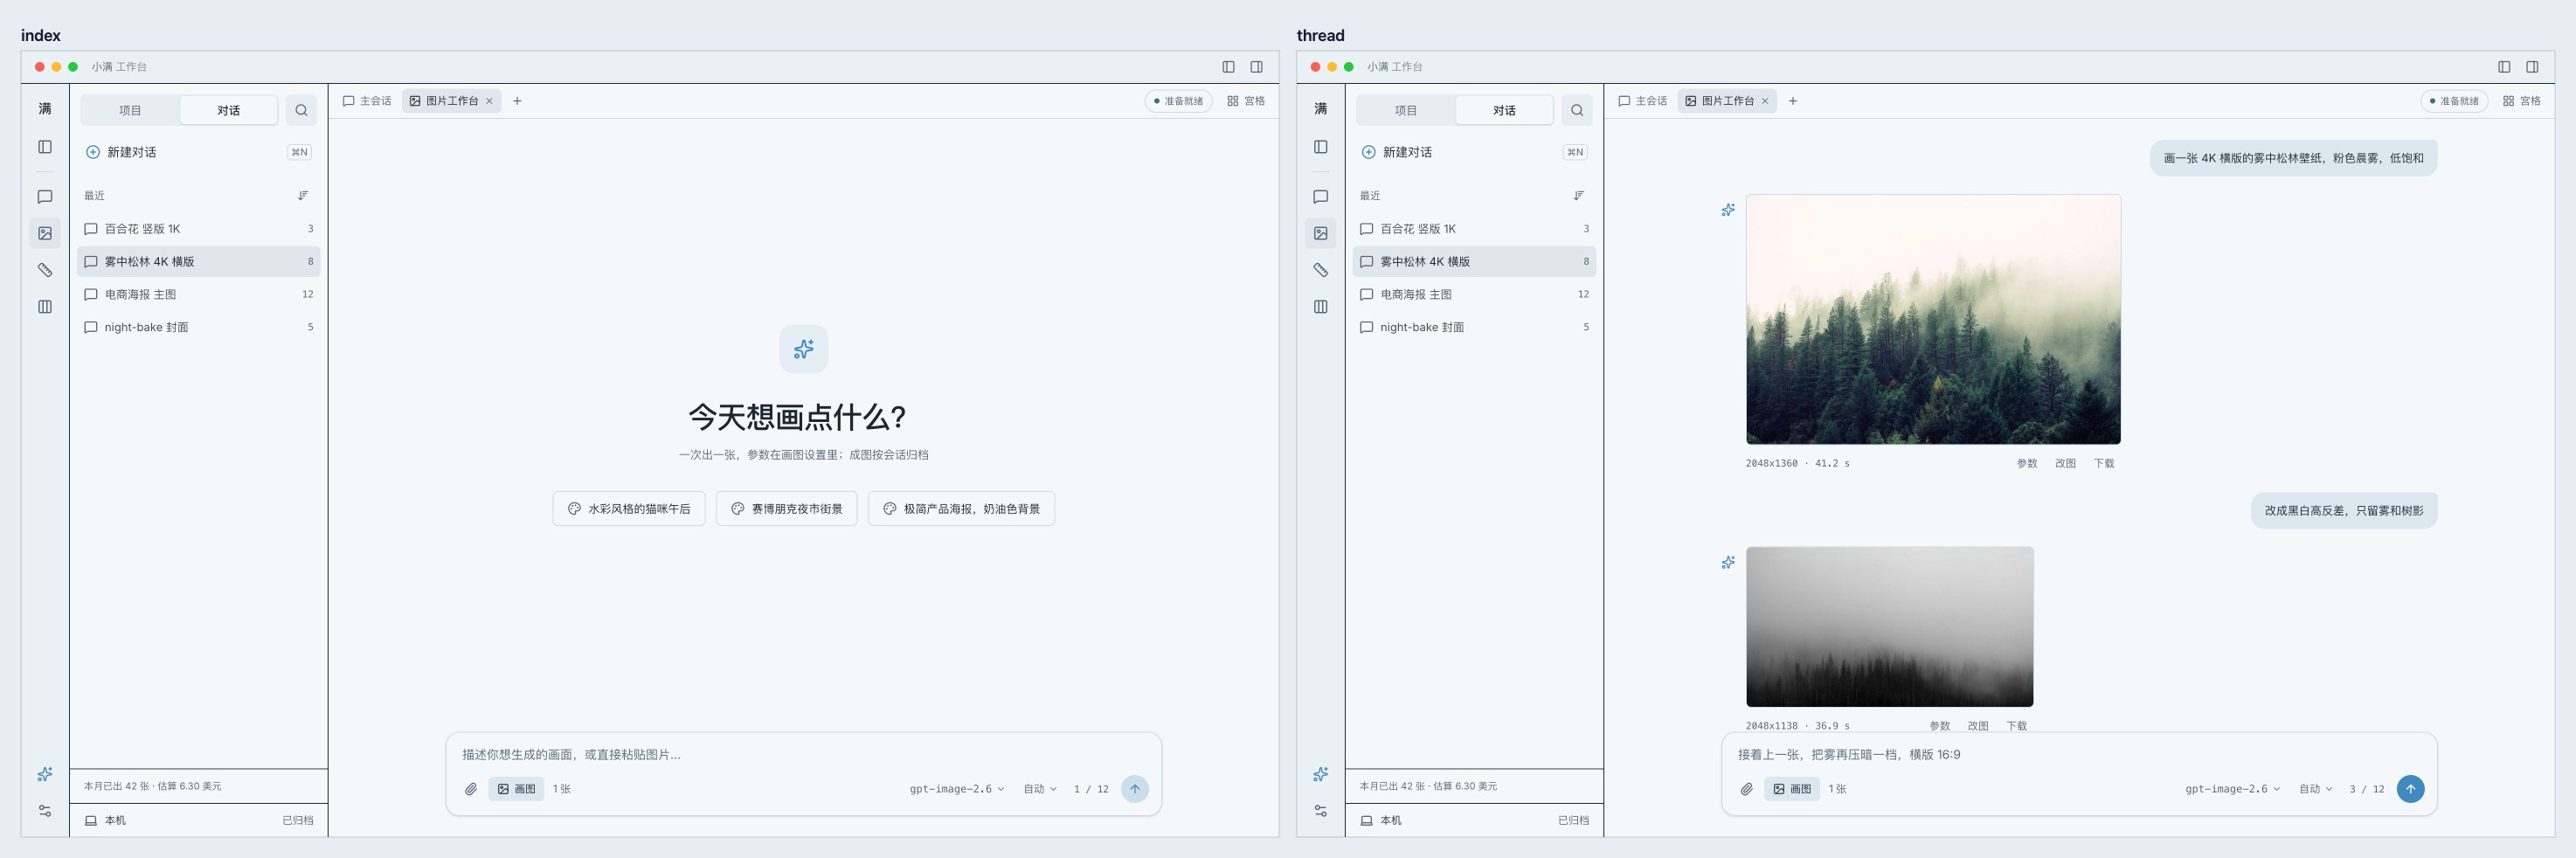 index
小满 工作台
满
项目
对话
新建对话
⌘N
最近
百合花 竖版 1K 3
雾中松林 4K 横版 8
电商海报 主图 12
night-bake 封面 5
本月已出 42 张 · 估算 6.30 美元
本机 已归档
主会话
图片工作台
准备就绪
宫格
今天想画点什么?
一次出一张，参数在画图设置里；成图按会话归档
水彩风格的猫咪午后
赛博朋克夜市街景
极简产品海报，奶油色背景
描述你想生成的画面，或直接粘贴图片...
画图 1 张 gpt-image-2.6 自动 1 / 12
thread
小满 工作台
满
项目
对话
新建对话
⌘N
最近
百合花 竖版 1K 3
雾中松林 4K 横版 8
电商海报 主图 12
night-bake 封面 5
本月已出 42 张 · 估算 6.30 美元
本机 已归档
主会话
图片工作台
准备就绪
宫格
画一张 4K 横版的雾中松林壁纸，粉色晨雾，低饱和
2048x1360 · 41.2 s 参数 改图 下载
改成黑白高反差，只留雾和树影
2048x1138 · 36.9 s 参数 改图 下载
接着上一张，把雾再压暗一档，横版 16:9
画图 1 张 gpt-image-2.6 自动 3 / 12